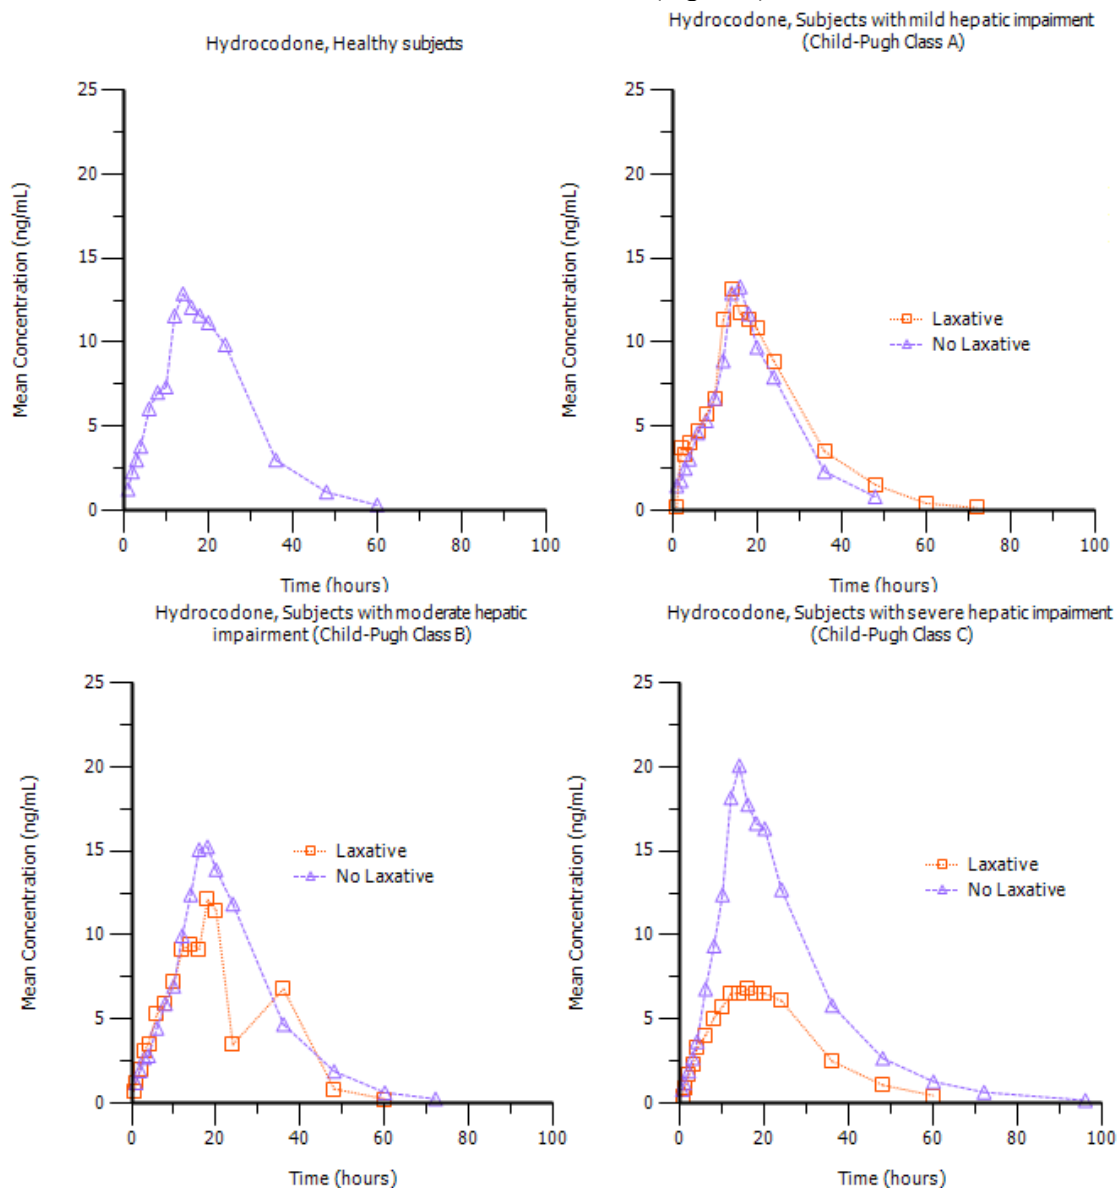 Hydrocodone, Healthy subjects
Mean Concentration (ng/mL)
25
20
15
10
5
0
0 20 40 60 80 100
Time (hours)
Hydrocodone, Subjects with mild hepatic impairment
(Child-Pugh Class A)
Mean Concentration (ng/mL)
25
20
15
10
5
0
Laxative
No Laxative
0 20 40 60 80 100
Time (hours)
Hydrocodone, Subjects with moderate hepatic
impairment (Child-Pugh Class B)
Mean Concentration (ng/mL)
25
20
15
10
5
0
Laxative
No Laxative
0 20 40 60 80 100
Time (hours)
Hydrocodone, Subjects with severe hepatic impairment
(Child-Pugh Class C)
Mean Concentration (ng/mL)
25
20
15
10
5
0
Laxative
No Laxative
0 20 40 60 80 100
Time (hours)